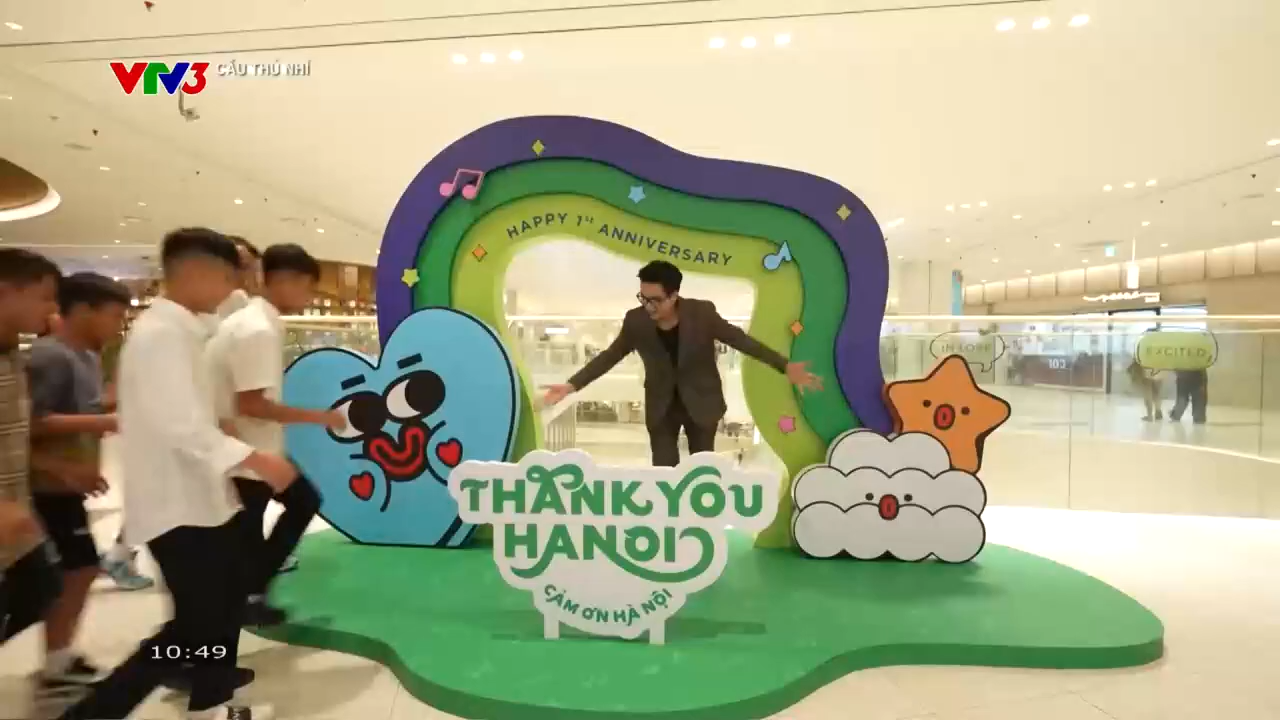 VTV3 CẦU THỦ NHÍ
HAPPY 1ST ANNIVERSARY
IN LOVE
EXCITED
103
THANK YOU
HANOI
CẢM ƠN HÀ NỘI
10:49